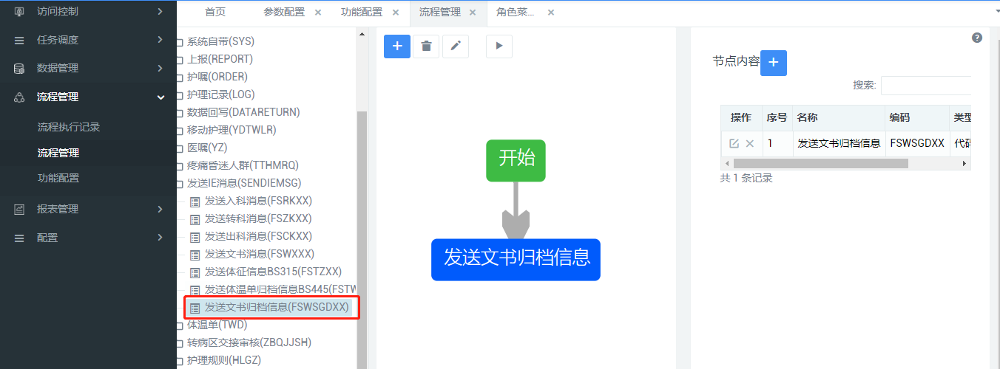 访问控制
任务调度
数据管理
流程管理
流程执行记录
流程管理
功能配置
报表管理
配置
首页
参数配置 ×
功能配置 ×
流程管理 ×
角色菜... ×
系统自带(SYS)
上报(REPORT)
护嘱(ORDER)
护理记录(LOG)
数据回写(DATARETURN)
移动护理(YDTWLR)
医嘱(YZ)
疼痛昏迷人群(TTHMRQ)
发送IE消息(SENDIEMSG)
发送入科消息(FSRKXX)
发送转科消息(FSZKXX)
发送出科消息(FSCKXX)
发送文书消息(FSWXXX)
发送体征信息BS315(FSTZXX)
发送体温单归档信息BS445(FSTW
发送文书归档信息(FSWSGDXX)
体温单(TWD)
转病区交接审核(ZBQJJSH)
护理规则(HLGZ)
开始
发送文书归档信息
节点内容
搜索:
操作 序号 名称 编码 类型
1 发送文书归档信息 FSWSGDXX 代码
共 1 条记录